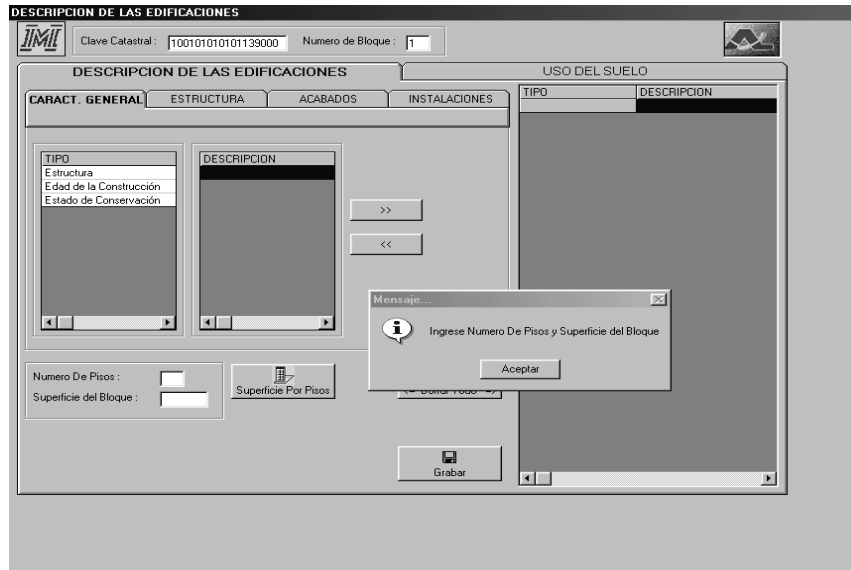 DESCRIPCION DE LAS EDIFICACIONES
IMI Clave Catastral : 100101010101139000 Numero de Bloque : 1
DESCRIPCION DE LAS EDIFICACIONES USO DEL SUELO
CARACT. GENERAL ESTRUCTURA ACABADOS INSTALACIONES
TIPO DESCRIPCION
TIPO DESCRIPCION
Estructura
Edad de la Construcción
Estado de Conservación
>>
<<
Mensaje...
Ingrese Numero De Pisos y Superficie del Bloque
Aceptar
Numero De Pisos :
Superficie del Bloque :
Superficie Por Pisos
<= Borrar Todo =>
Grabar